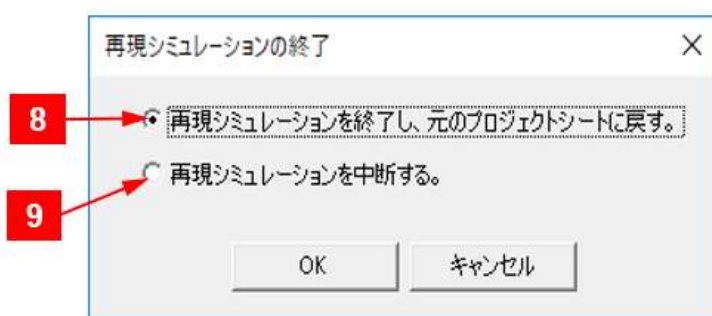 再現シミュレーションの終了
8
再現シミュレーションを終了し、元のプロジェクトシートに戻す。
再現シミュレーションを中断する。
9
OK キャンセル